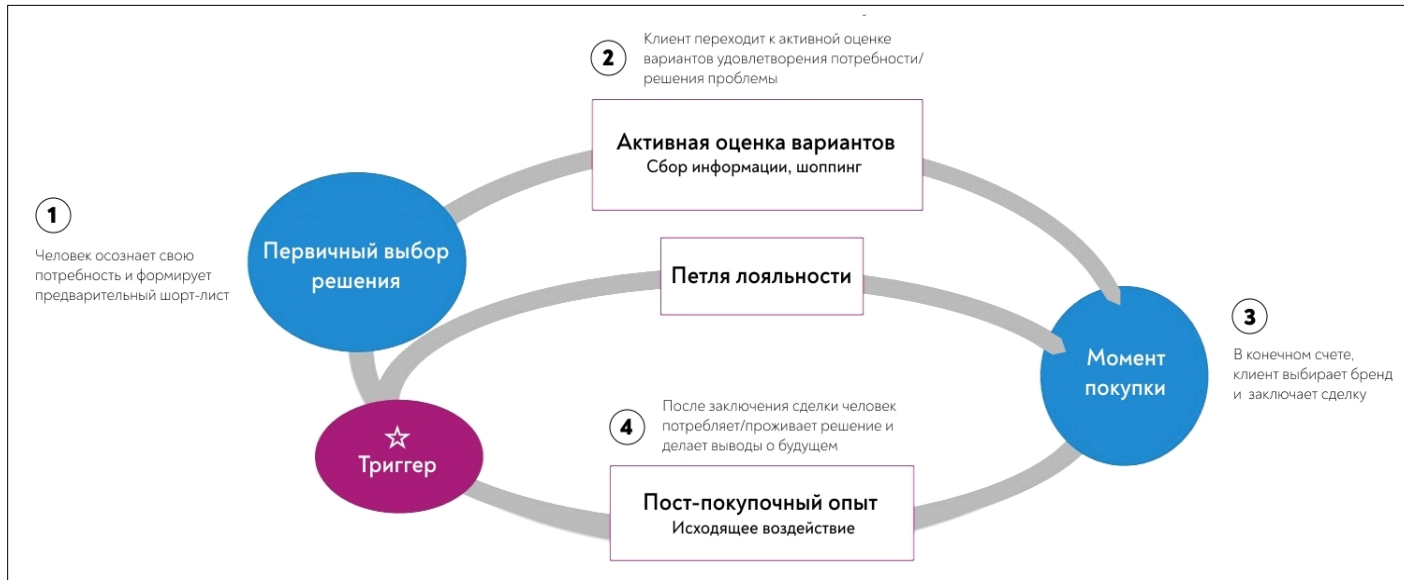 2
Клиент переходит к активной оценке
вариантов удовлетворения потребности/
решения проблемы
Активная оценка вариантов
Сбор информации, шоппинг
1
Человек осознает свою
потребность и формирует
предварительный шорт-лист
Первичный выбор
решения
Петля лояльности
3
В конечном счете,
клиент выбирает бренд
и заключает сделку
Момент
покупки
Триггер
4
После заключения сделки человек
потребляет/проживает решение и
делает выводы о будущем
Пост-покупочный опыт
Исходящее воздействие